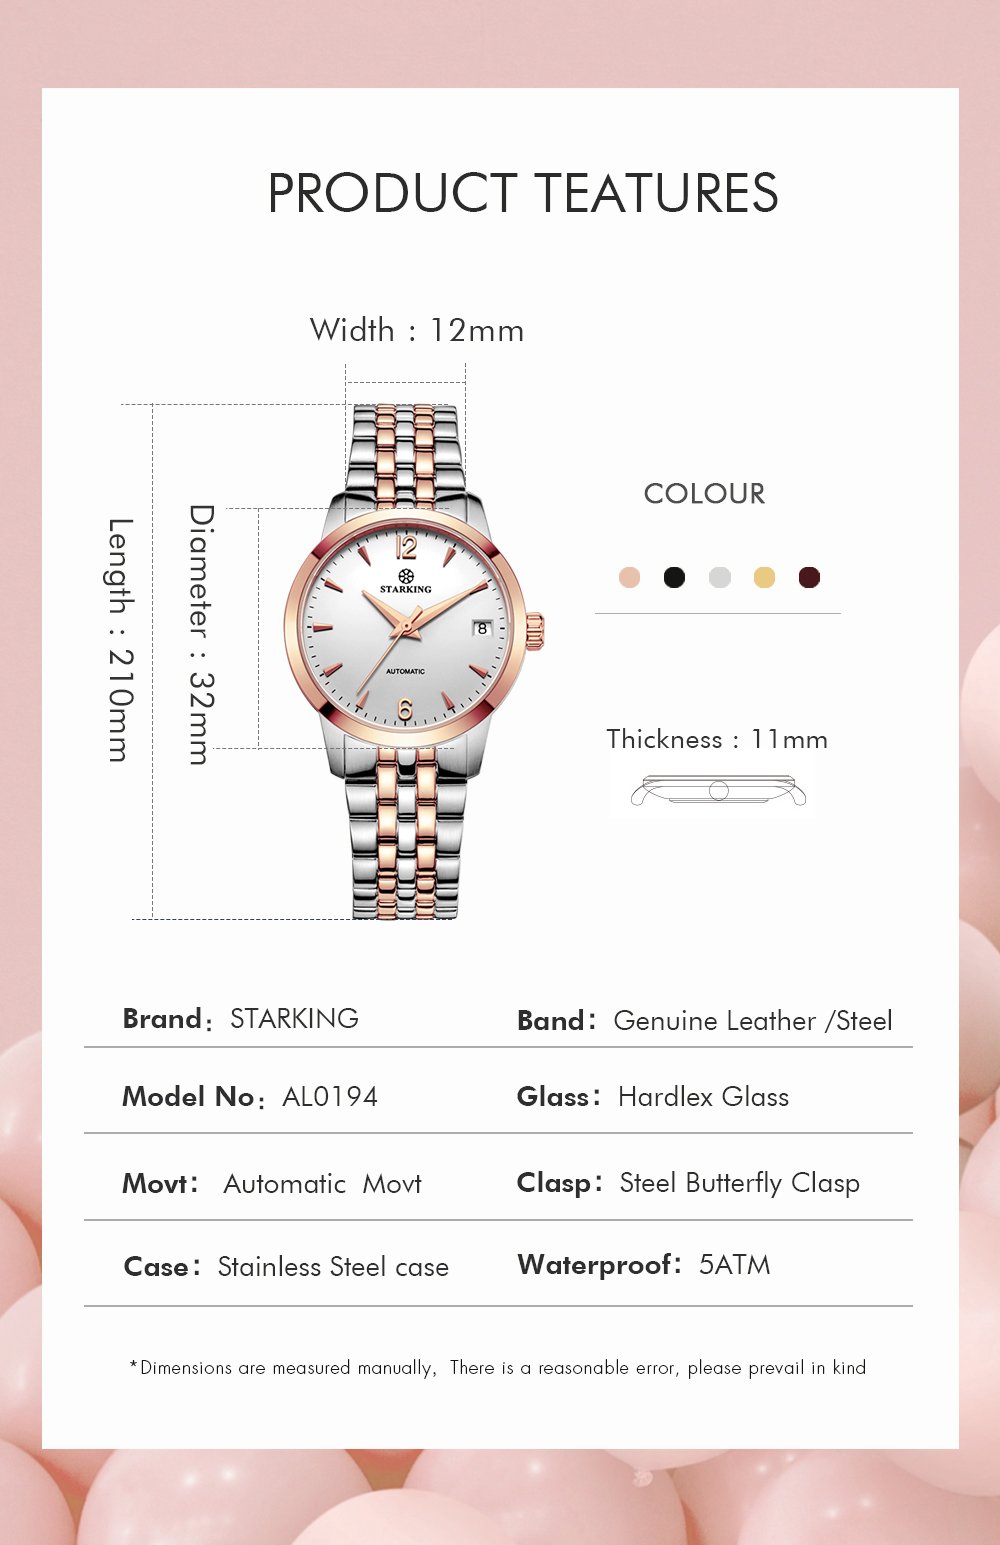 PRODUCT TEATURES
Width : 12mm
Length : 210mm
Diameter : 32mm
12
STARKING
8
AUTOMATIC
6
COLOUR
Thickness : 11mm
Brand: STARKING
Band: Genuine Leather /Steel
Model No: AL0194
Glass: Hardlex Glass
Movt: Automatic Movt
Clasp: Steel Butterfly Clasp
Case: Stainless Steel case
Waterproof: 5ATM
*Dimensions are measured manually, There is a reasonable error, please prevail in kind